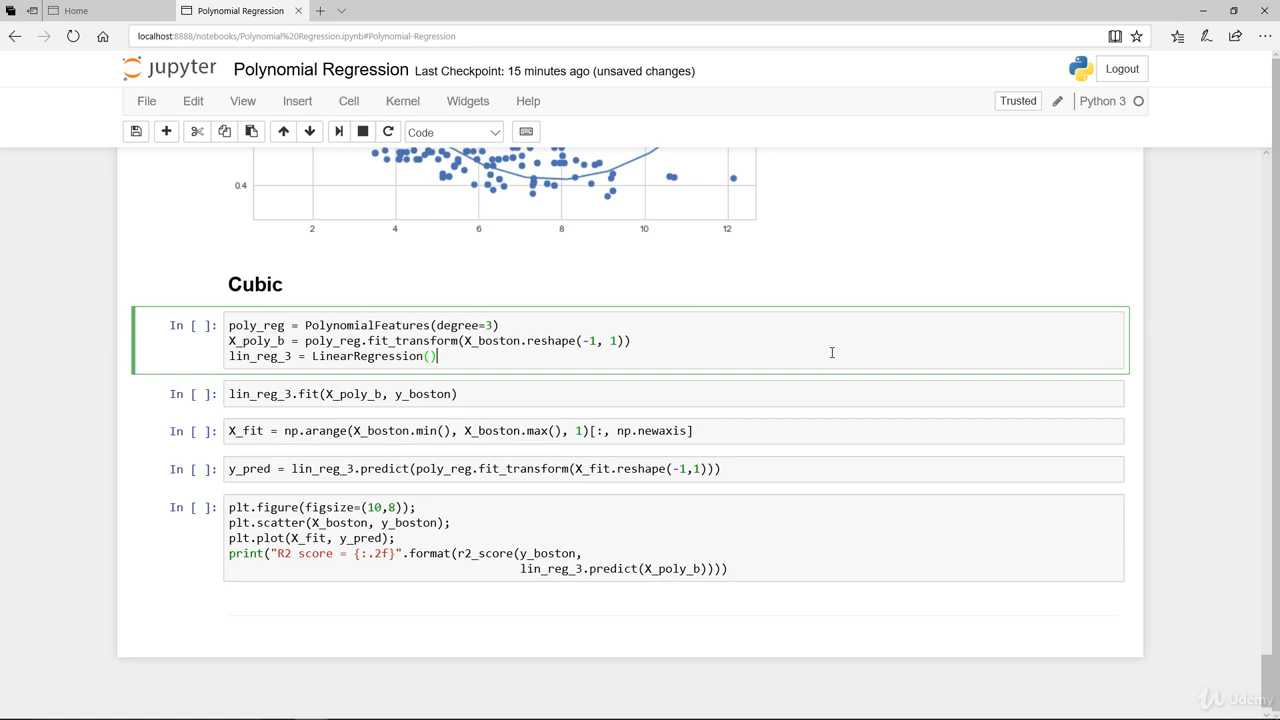 Home
Polynomial Regression
localhost:8888/notebooks/Polynomial%20Regression.ipynb#Polynomial-Regression
jupyter Polynomial Regression Last Checkpoint: 15 minutes ago (unsaved changes)
Logout
File Edit View Insert Cell Kernel Widgets Help
Trusted
Python 3
Code
0.4
2 4 6 8 10 12
Cubic
In [ ]: poly_reg = PolynomialFeatures(degree=3)
X_poly_b = poly_reg.fit_transform(X_boston.reshape(-1, 1))
lin_reg_3 = LinearRegression()
In [ ]: lin_reg_3.fit(X_poly_b, y_boston)
In [ ]: X_fit = np.arange(X_boston.min(), X_boston.max(), 1)[:, np.newaxis]
In [ ]: y_pred = lin_reg_3.predict(poly_reg.fit_transform(X_fit.reshape(-1,1)))
In [ ]: plt.figure(figsize=(10,8));
plt.scatter(X_boston, y_boston);
plt.plot(X_fit, y_pred);
print("R2 score = {:.2f}".format(r2_score(y_boston,
lin_reg_3.predict(X_poly_b))))
Udemy